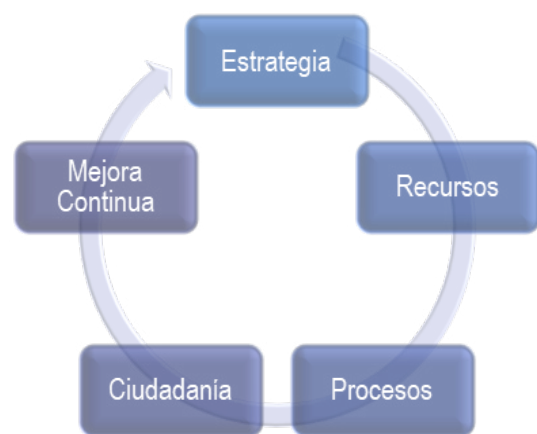 Estrategia
Recursos
Procesos
Ciudadanía
Mejora
Continua